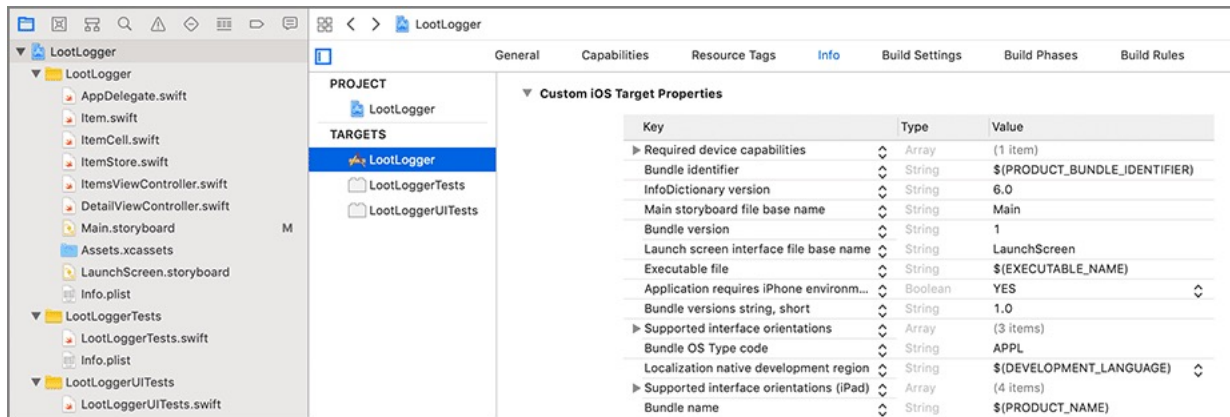 LootLogger
LootLogger
LootLogger
AppDelegate.swift
Item.swift
ItemCell.swift
ItemStore.swift
ItemsViewController.swift
DetailViewController.swift
Main.storyboard M
Assets.xcassets
LaunchScreen.storyboard
Info.plist
LootLoggerTests
LootLoggerTests.swift
Info.plist
LootLoggerUITests
LootLoggerUITests.swift
General Capabilities Resource Tags Info Build Settings Build Phases Build Rules
PROJECT
LootLogger
TARGETS
LootLogger
LootLoggerTests
LootLoggerUITests
Custom iOS Target Properties
Key Type Value
Required device capabilities Array (1 item)
Bundle identifier String $(PRODUCT_BUNDLE_IDENTIFIER)
InfoDictionary version String 6.0
Main storyboard file base name String Main
Bundle version String 1
Launch screen interface file base name String LaunchScreen
Executable file String $(EXECUTABLE_NAME)
Application requires iPhone environm... Boolean YES
Bundle versions string, short String 1.0
Supported interface orientations Array (3 items)
Bundle OS Type code String APPL
Localization native development region String $(DEVELOPMENT_LANGUAGE)
Supported interface orientations (iPad) Array (4 items)
Bundle name String $(PRODUCT_NAME)